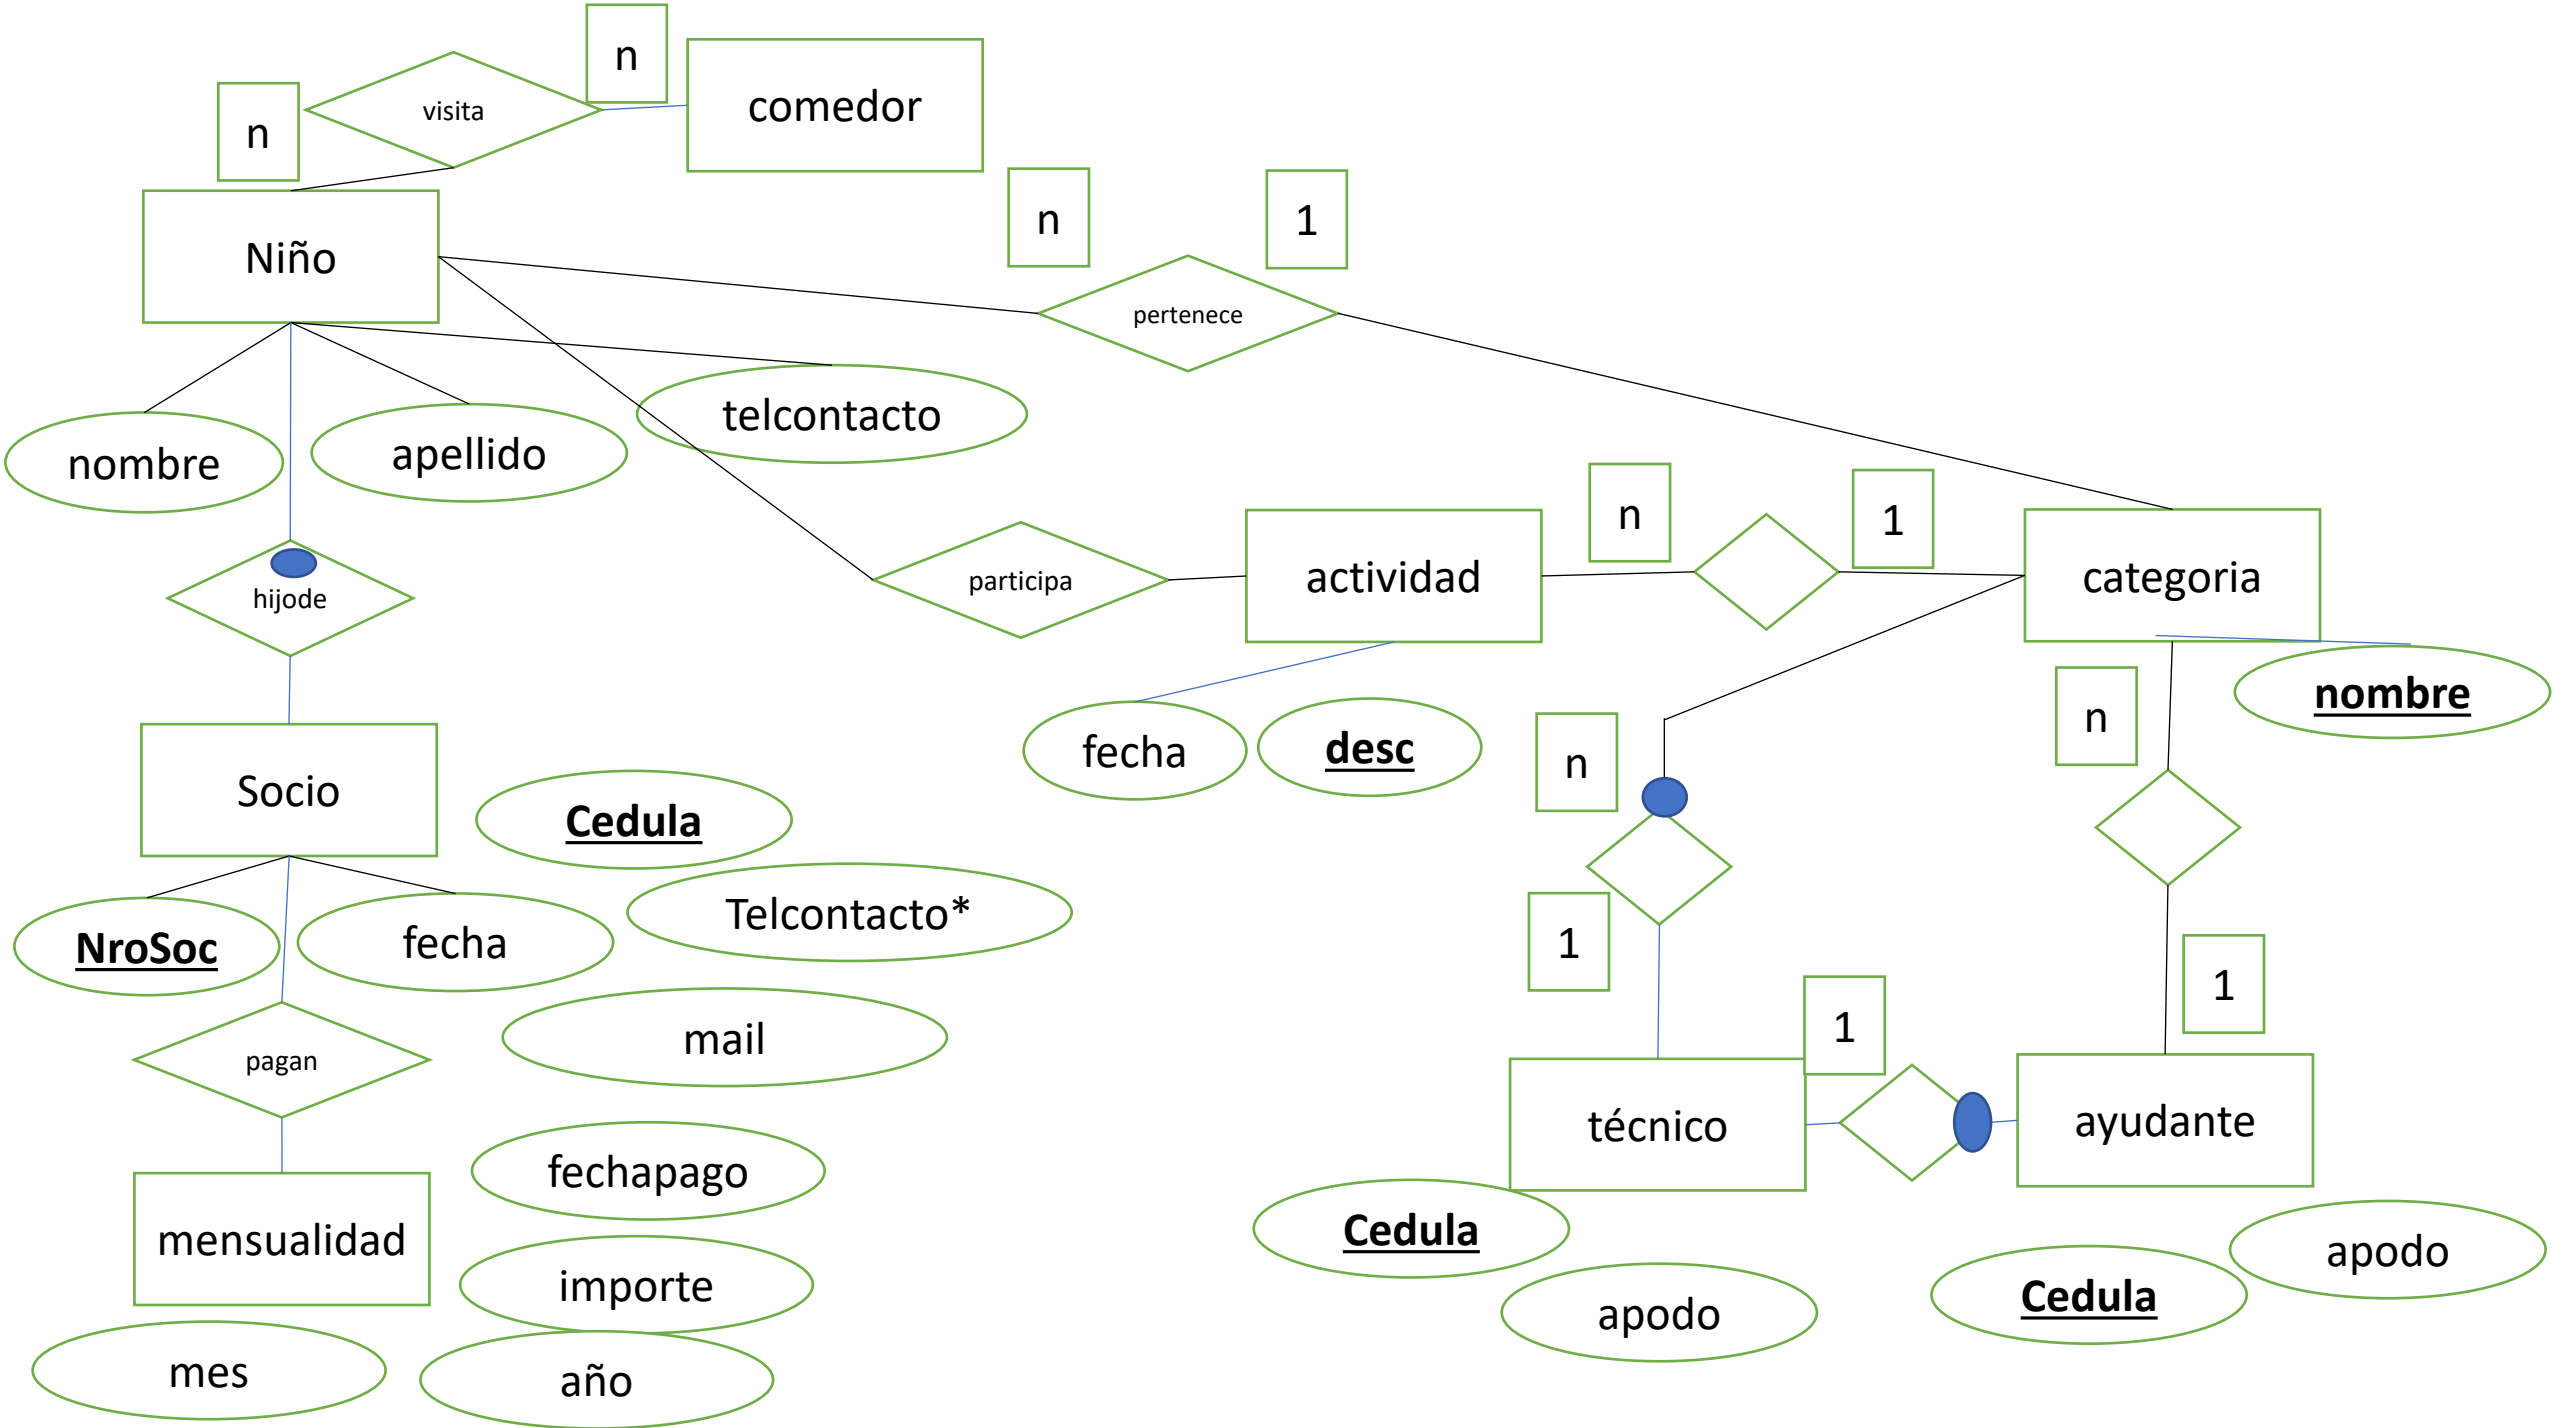 n
comedor
visita
n
n
1
Niño
pertenece
telcontacto
nombre
apellido
n
1
participa
actividad
categoria
hijode
nombre
n
fecha
desc
n
Socio
Cedula
Telcontacto*
NroSoc
fecha
1
1
mail
1
pagan
técnico
ayudante
fechapago
mensualidad
Cedula
apodo
importe
Cedula
apodo
mes
año